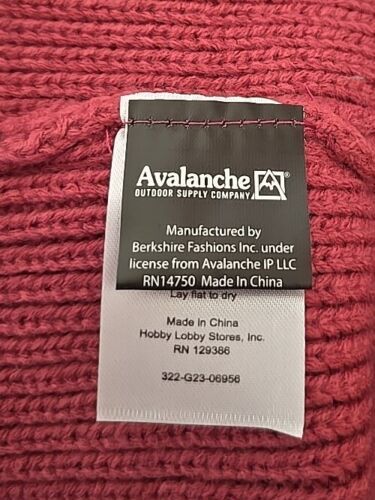 Avalanche ®
OUTDOOR SUPPLY COMPANY
Manufactured by
Berkshire Fashions Inc. under
license from Avalanche IP LLC
RN14750 Made In China
Lay flat to dry
Made in China
Hobby Lobby Stores, Inc.
RN 129386
322-G23-06956